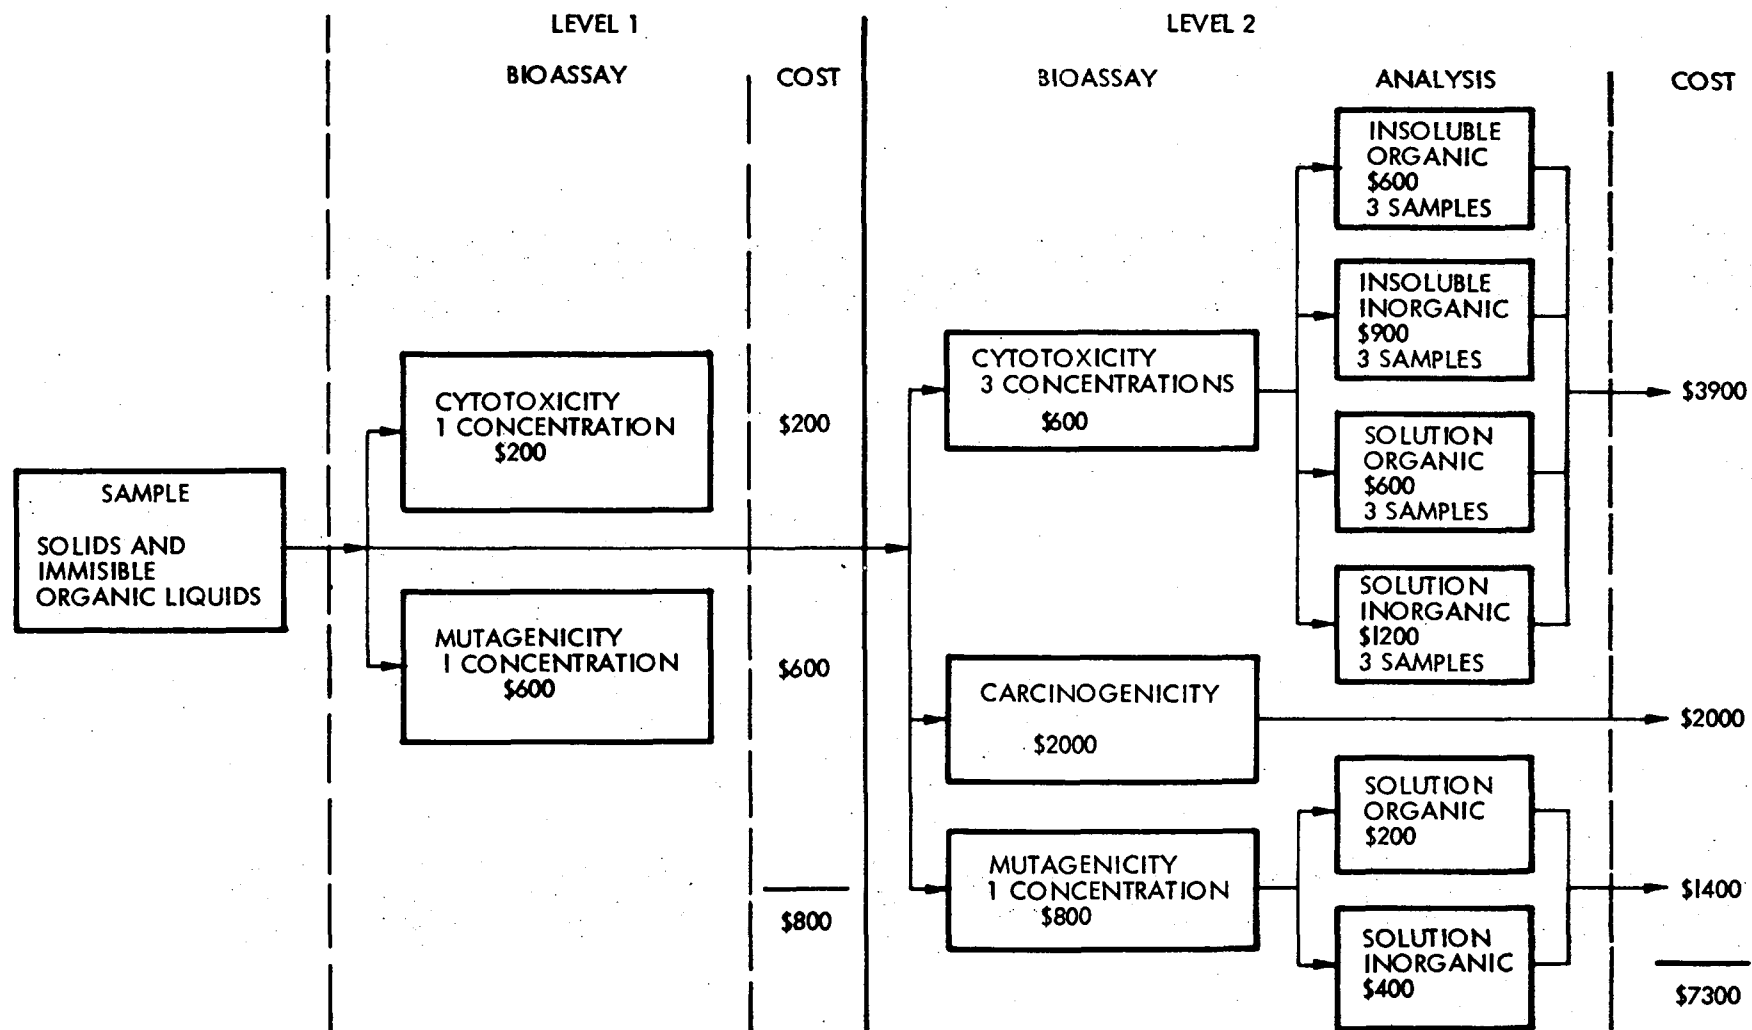 LEVEL 1
LEVEL 2
BIOASSAY
COST
BIOASSAY
ANALYSIS
COST
SAMPLE
SOLIDS AND
IMMISIBLE
ORGANIC LIQUIDS
CYTOTOXICITY
1 CONCENTRATION
$200
$200
MUTAGENICITY
1 CONCENTRATION
$600
$600
$800
CYTOTOXICITY
3 CONCENTRATIONS
$600
INSOLUBLE
ORGANIC
$600
3 SAMPLES
INSOLUBLE
INORGANIC
$900
3 SAMPLES
SOLUTION
ORGANIC
$600
3 SAMPLES
SOLUTION
INORGANIC
$1200
3 SAMPLES
$3900
CARCINOGENICITY
$2000
$2000
MUTAGENICITY
1 CONCENTRATION
$800
SOLUTION
ORGANIC
$200
SOLUTION
INORGANIC
$400
$1400
$7300